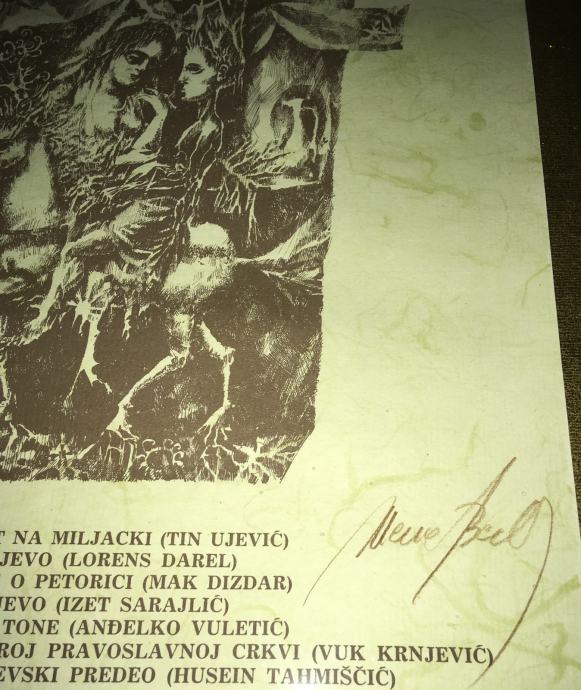 T NA MILJACKI (TIN UJEVIĆ)
JEVO (LORENS DAREL)
I O PETORICI (MAK DIZDAR)
JEVO (IZET SARAJLIĆ)
TONE (ANĐELKO VULETIĆ)
ROJ PRAVOSLAVNOJ CRKVI (VUK KRNJEVIĆ)
EVSKI PREDEO (HUSEIN TAHMIŠČIĆ)